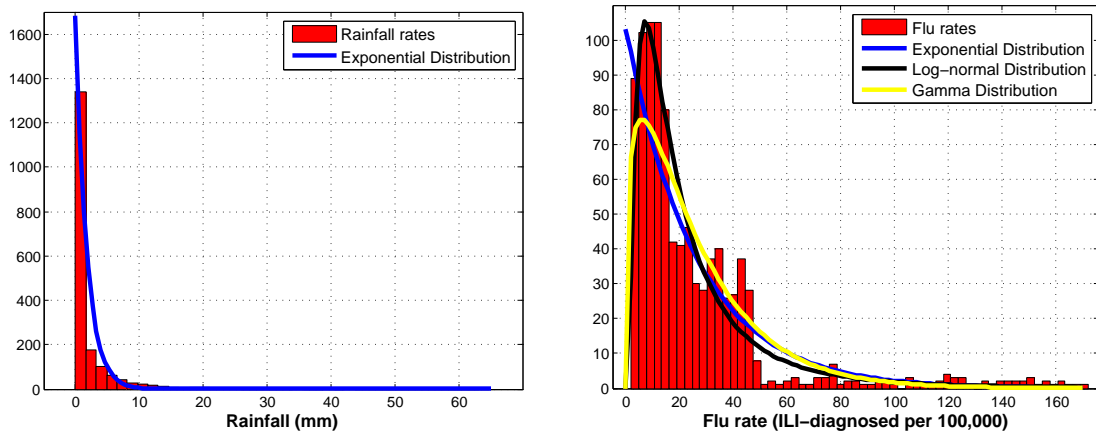 1600
1400
1200
1000
800
600
400
200
0
0 10 20 30 40 50 60
Rainfall (mm)
Rainfall rates
Exponential Distribution
100
90
80
70
60
50
40
30
20
10
0
0 20 40 60 80 100 120 140 160
Flu rate (ILI−diagnosed per 100,000)
Flu rates
Exponential Distribution
Log−normal Distribution
Gamma Distribution